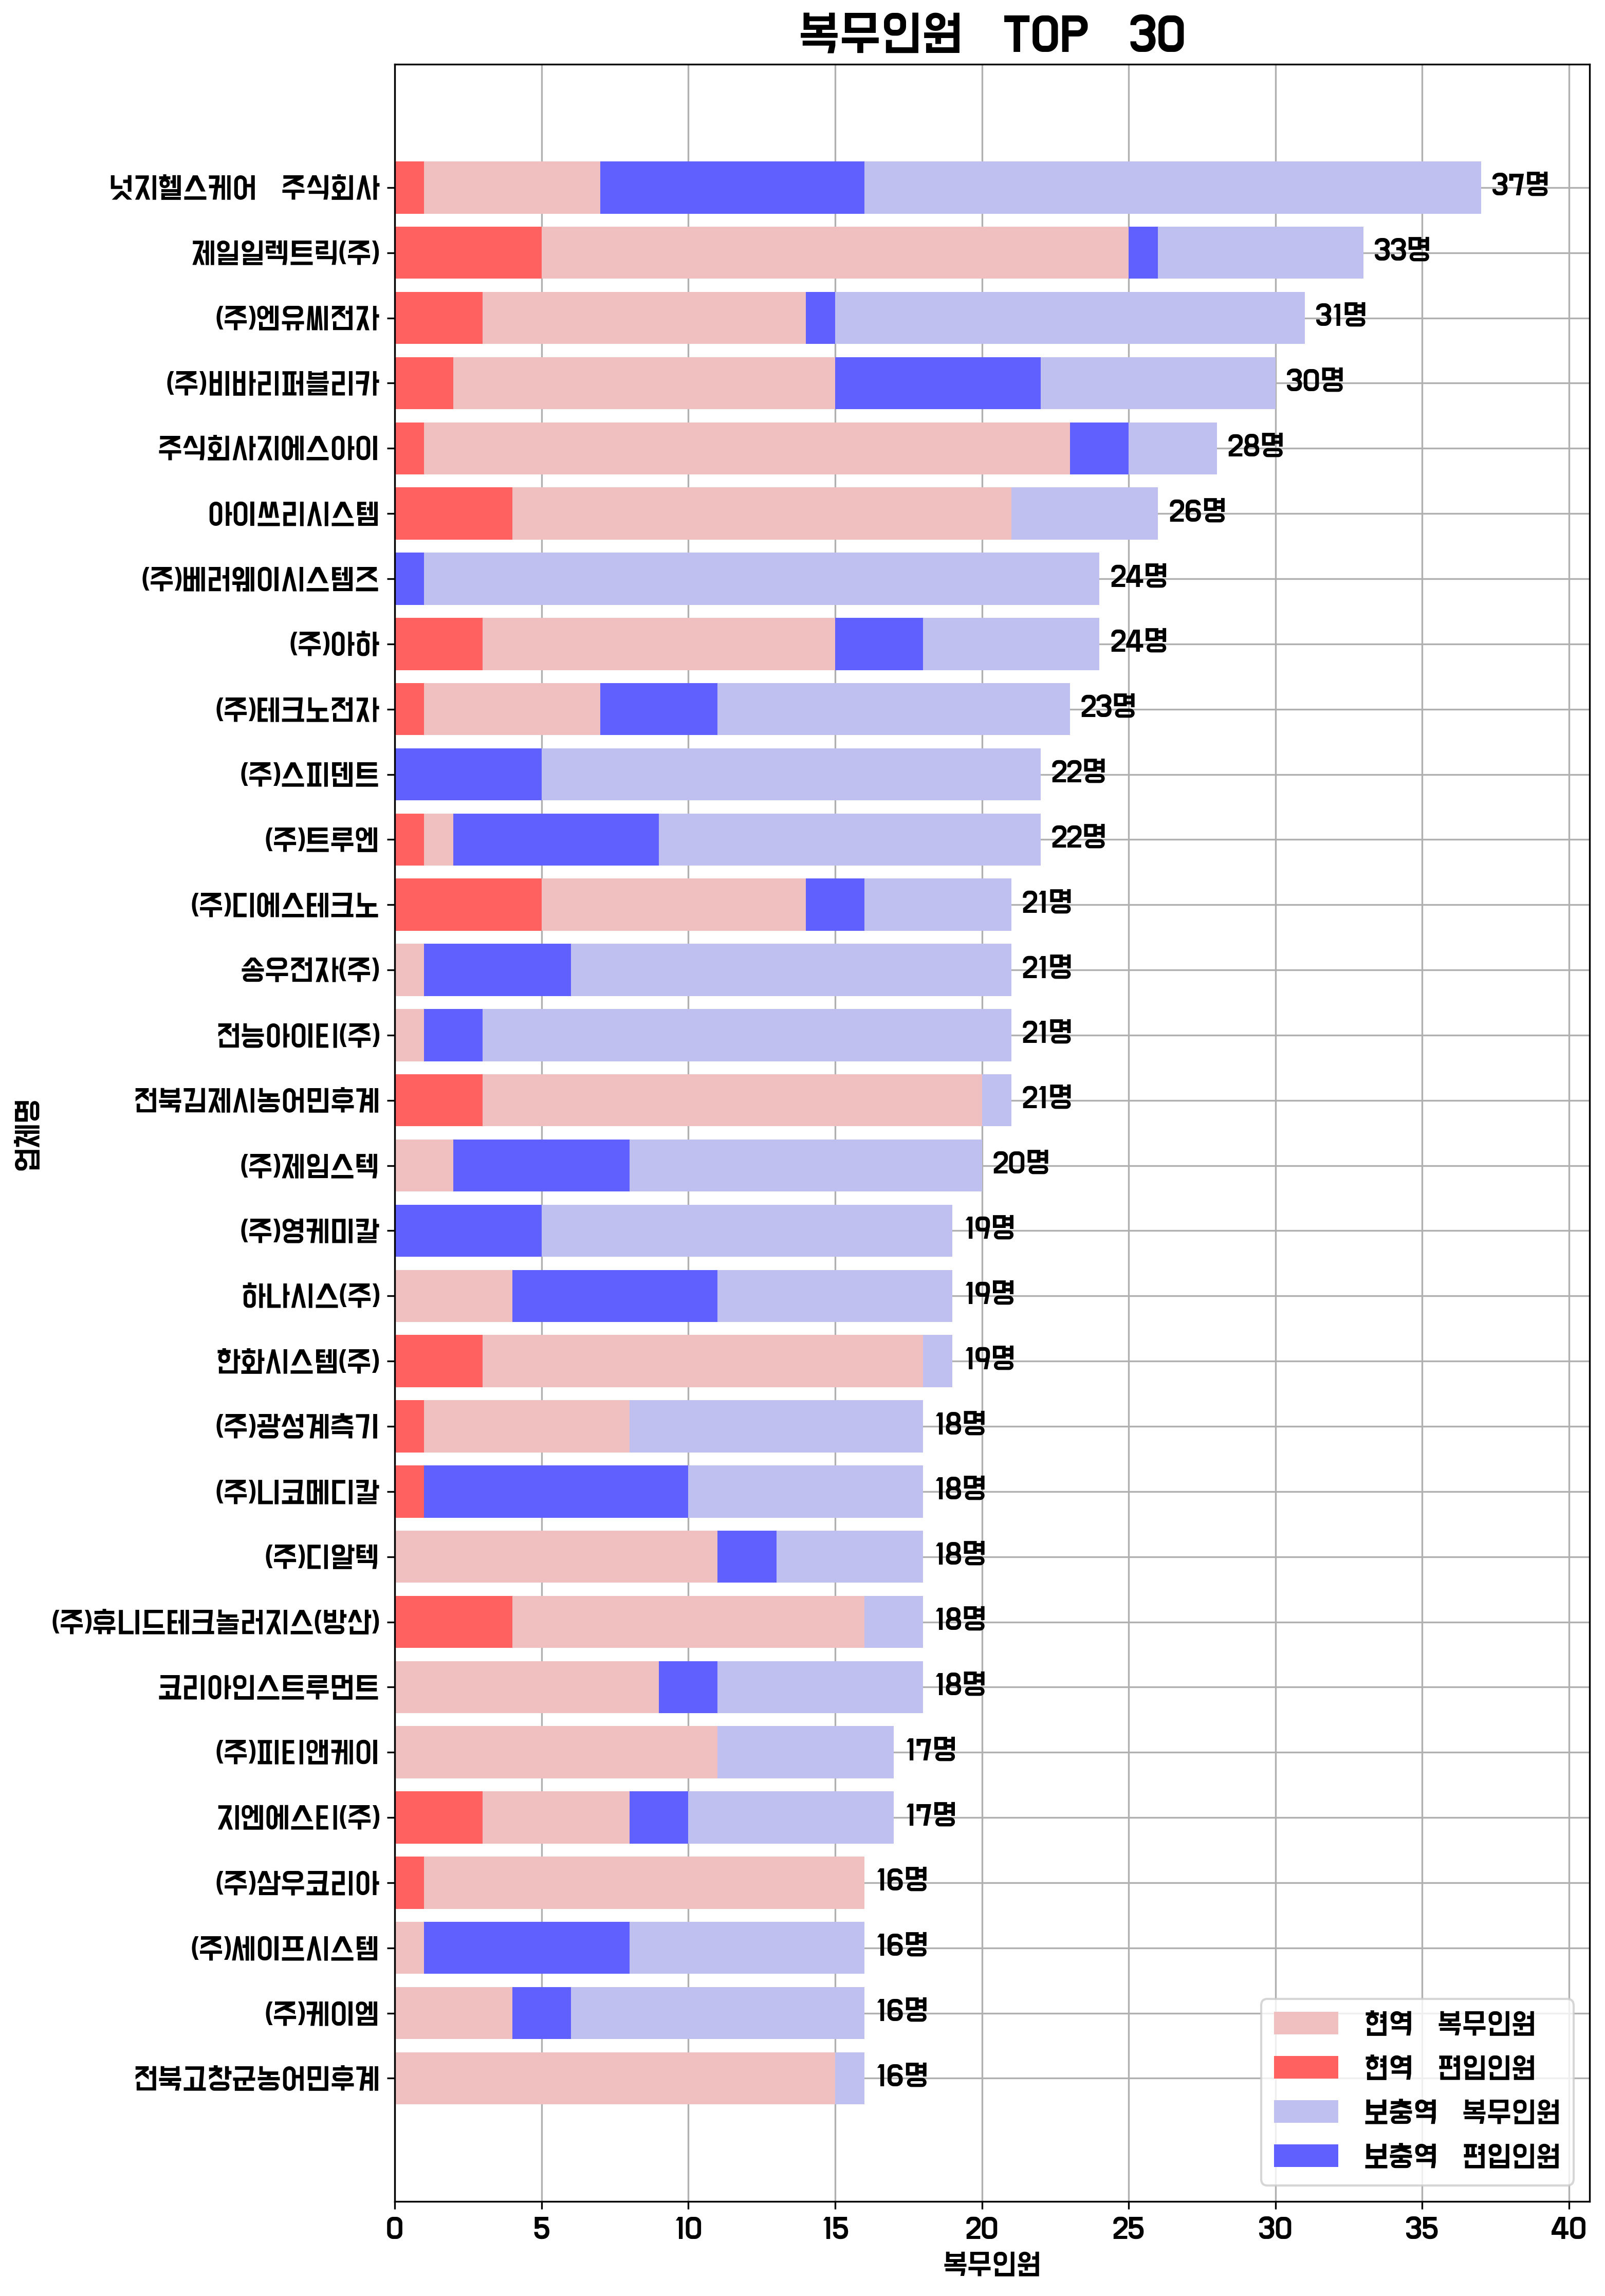 복무인원 TOP 30
넛지헬스케어 주식회사 37명
제일일렉트릭(주) 33명
(주)엔유씨전자 31명
(주)비바리퍼블리카 30명
주식회사지에스아이 28명
아이쓰리시스템 26명
(주)베러웨이시스템즈 24명
(주)아하 24명
(주)테크노전자 23명
(주)스피덴트 22명
(주)트루엔 22명
(주)디에스테크노 21명
송우전자(주) 21명
전능아이티(주) 21명
전북김제시농어민후계 21명
업체명
(주)제임스텍 20명
(주)영케미칼 19명
하나시스(주) 19명
한화시스템(주) 19명
(주)광성계측기 18명
(주)니코메디칼 18명
(주)디알텍 18명
(주)휴니드테크놀러지스(방산) 18명
코리아인스트루먼트 18명
(주)피티앤케이 17명
지엔에스티(주) 17명
(주)삼우코리아 16명
(주)세이프시스템 16명
(주)케이엠 16명
전북고창군농어민후계 16명
현역 복무인원
현역 편입인원
보충역 복무인원
보충역 편입인원
0 5 10 15 20 25 30 35 40
복무인원